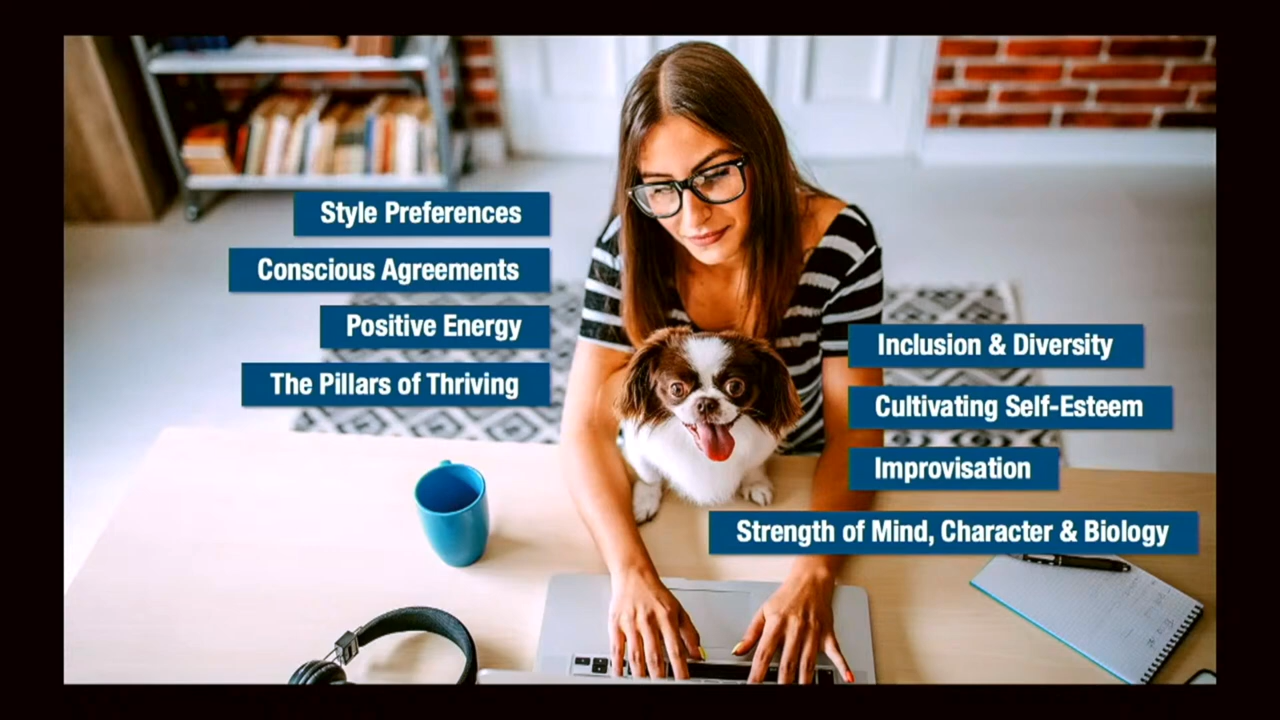 Style Preferences
Conscious Agreements
Positive Energy
The Pillars of Thriving
Inclusion & Diversity
Cultivating Self-Esteem
Improvisation
Strength of Mind, Character & Biology